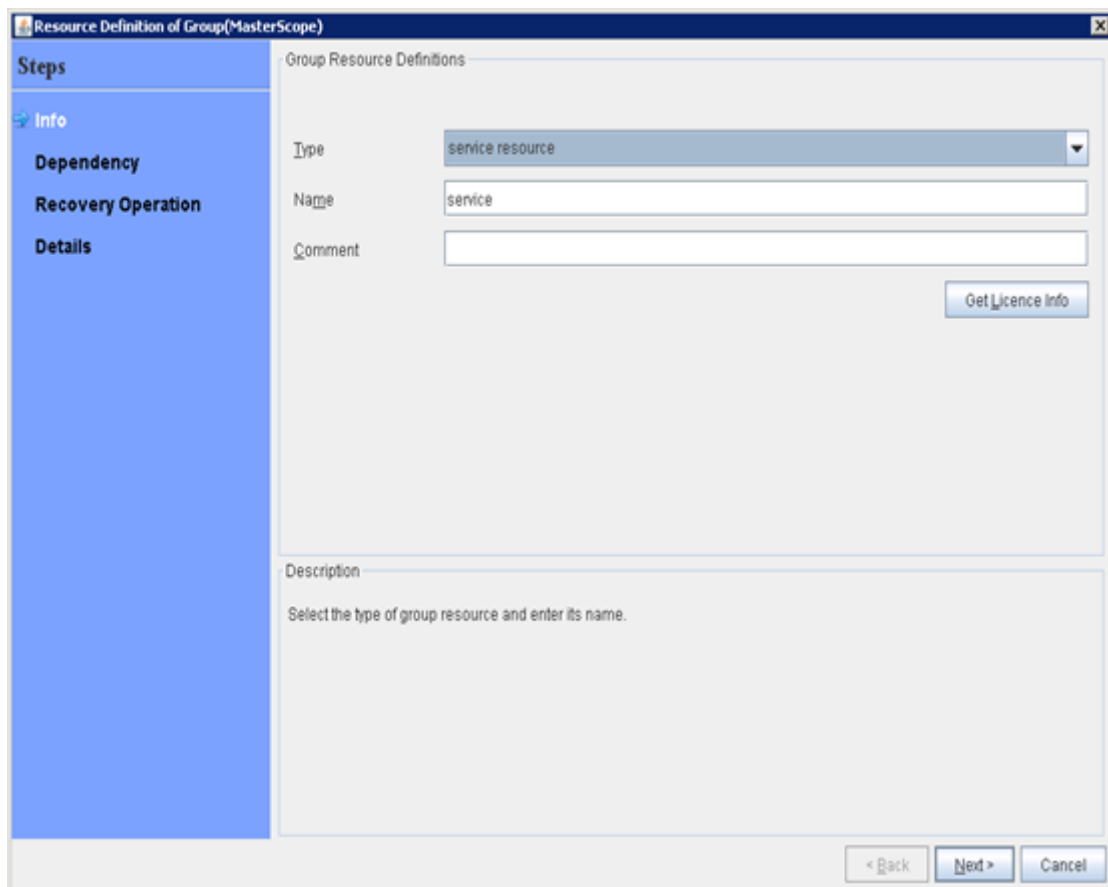 Resource Definition of Group(MasterScope)
Steps
Info
Dependency
Recovery Operation
Details
Group Resource Definitions
Type
service resource
Name
service
Comment
Get Licence Info
Description
Select the type of group resource and enter its name.
< Back
Next >
Cancel